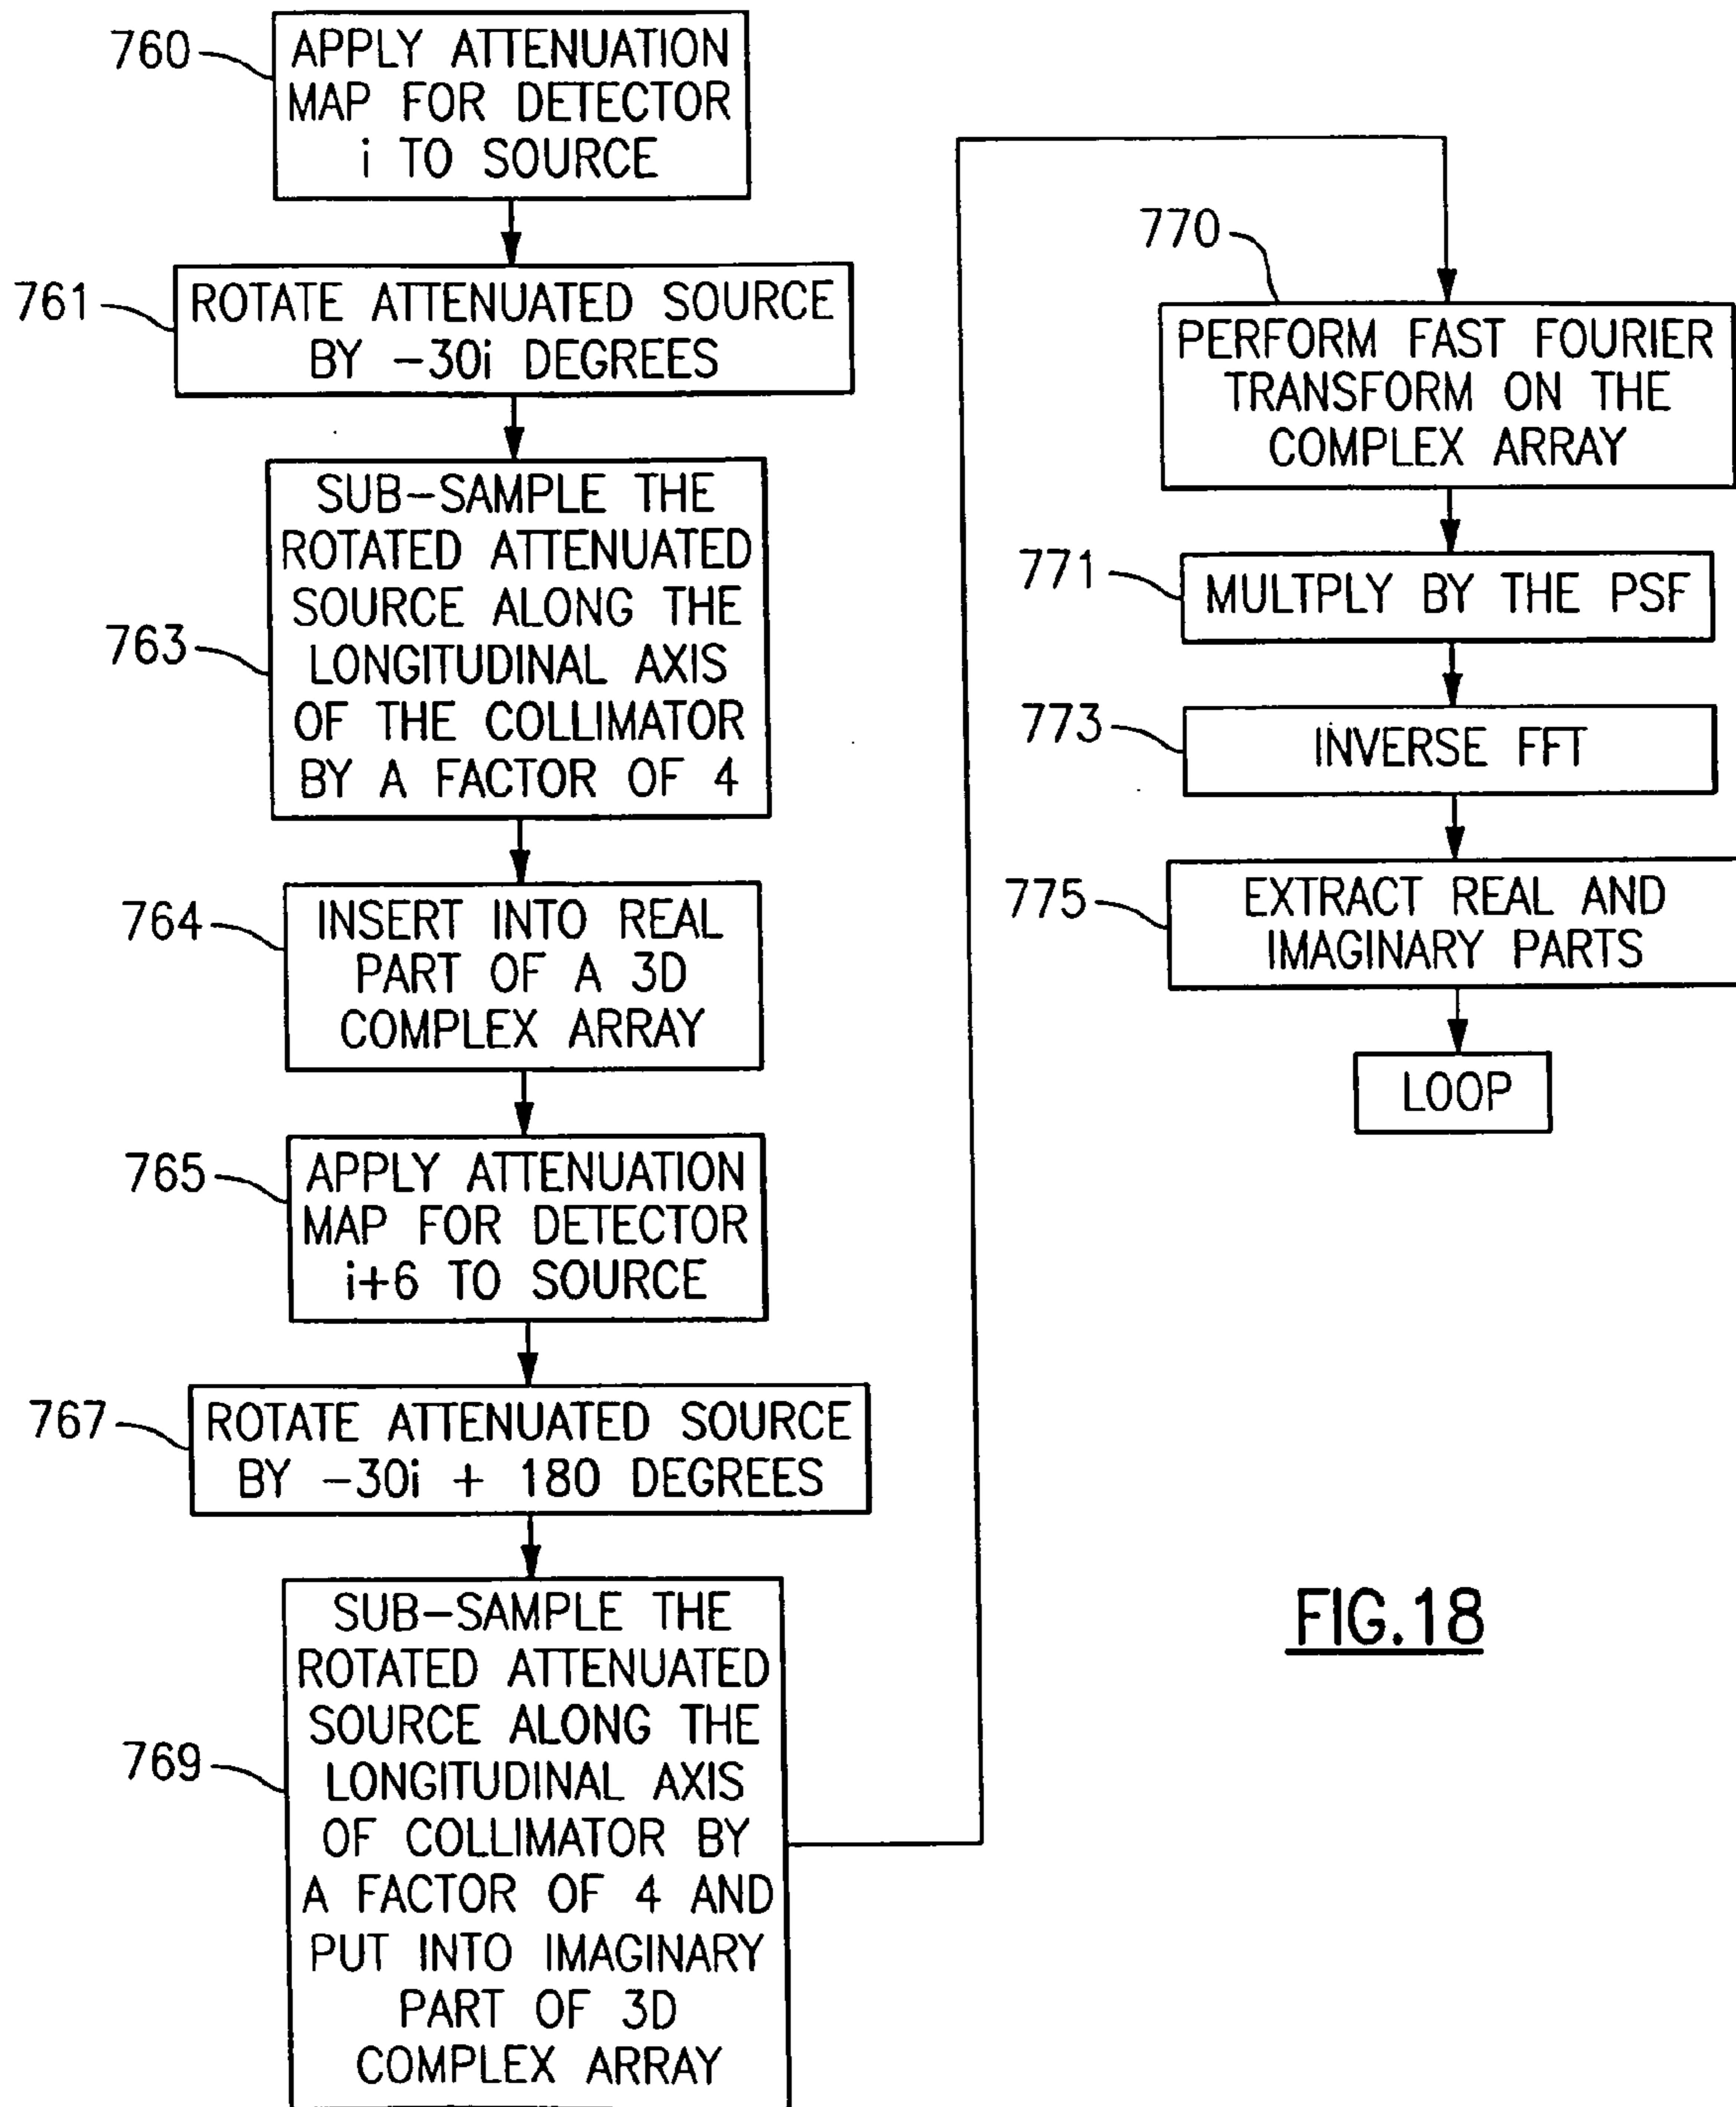 760
APPLY ATTENUATION
MAP FOR DETECTOR
i TO SOURCE
761
ROTATE ATTENUATED SOURCE
BY -30i DEGREES
763
SUB-SAMPLE THE
ROTATED ATTENUATED
SOURCE ALONG THE
LONGITUDINAL AXIS
OF THE COLLIMATOR
BY A FACTOR OF 4
764
INSERT INTO REAL
PART OF A 3D
COMPLEX ARRAY
765
APPLY ATTENUATION
MAP FOR DETECTOR
i+6 TO SOURCE
767
ROTATE ATTENUATED SOURCE
BY -30i + 180 DEGREES
769
SUB-SAMPLE THE
ROTATED ATTENUATED
SOURCE ALONG THE
LONGITUDINAL AXIS
OF COLLIMATOR BY
A FACTOR OF 4 AND
PUT INTO IMAGINARY
PART OF 3D
COMPLEX ARRAY
770
PERFORM FAST FOURIER
TRANSFORM ON THE
COMPLEX ARRAY
771
MULTPLY BY THE PSF
773
INVERSE FFT
775
EXTRACT REAL AND
IMAGINARY PARTS
LOOP
FIG.18